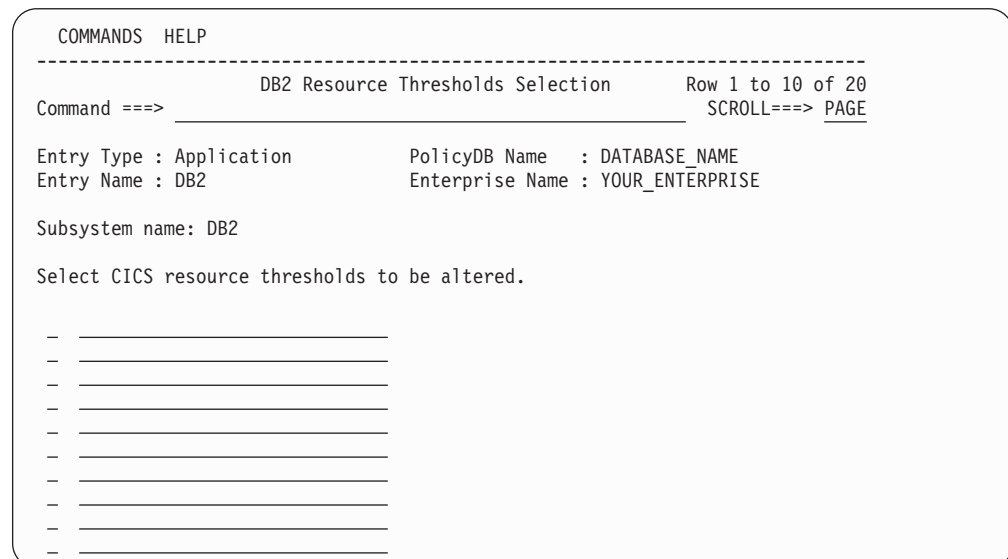 COMMANDS HELP
-------------------------------------------------------------------------------
DB2 Resource Thresholds Selection Row 1 to 10 of 20
Command ===> SCROLL===> PAGE
Entry Type : Application PolicyDB Name : DATABASE_NAME
Entry Name : DB2 Enterprise Name : YOUR_ENTERPRISE
Subsystem name: DB2
Select CICS resource thresholds to be altered.